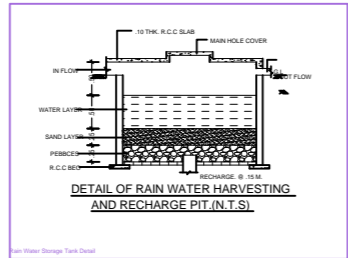 .10 THK. R.C.C SLAB
MAIN HOLE COVER
IN FLOW
OUT FLOW
WATER LAYER
SAND LAYER
PEBBCES
R.C.C BED
RECHARGE. @ .15 M.
DETAIL OF RAIN WATER HARVESTING
AND RECHARGE PIT.(N.T.S)
Rain Water Storage Tank Detail